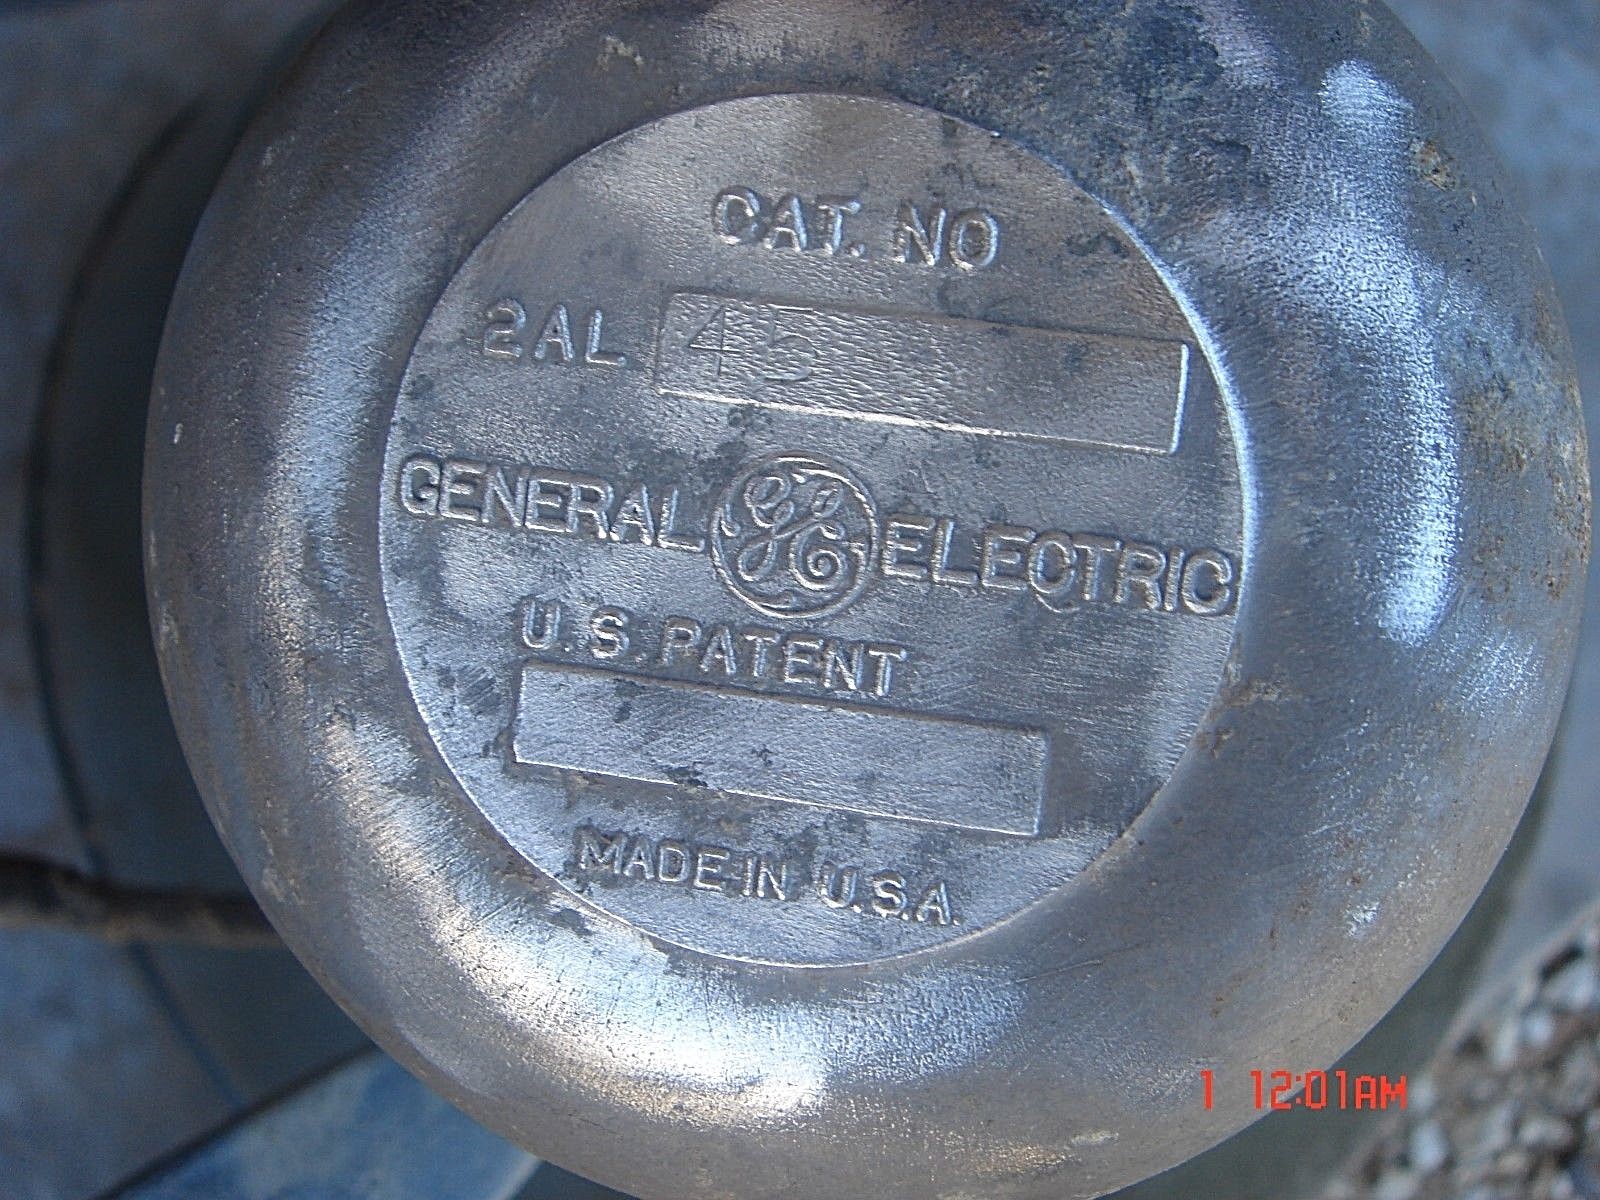 CAT. NO
2AL 45
GENERAL GE ELECTRIC
U.S. PATENT
MADE IN U.S.A.
1 12:01AM